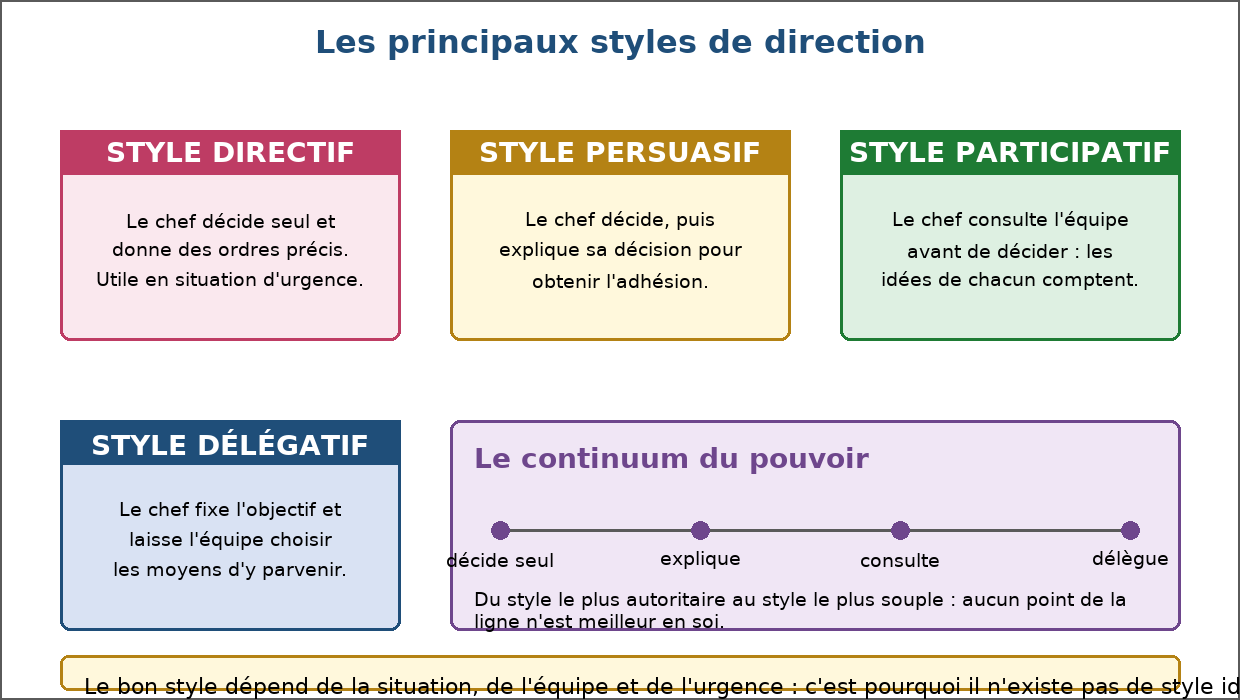 Les principaux styles de direction
STYLE DIRECTIF
Le chef décide seul et
donne des ordres précis.
Utile en situation d'urgence.
STYLE PERSUASIF
Le chef décide, puis
explique sa décision pour
obtenir l'adhésion.
STYLE PARTICIPATIF
Le chef consulte l'équipe
avant de décider : les
idées de chacun comptent.
STYLE DÉLÉGATIF
Le chef fixe l'objectif et
laisse l'équipe choisir
les moyens d'y parvenir.
Le continuum du pouvoir
décide seul
explique
consulte
délègue
Du style le plus autoritaire au style le plus souple : aucun point de la
ligne n'est meilleur en soi.
Le bon style dépend de la situation, de l'équipe et de l'urgence : c'est pourquoi il n'existe pas de style